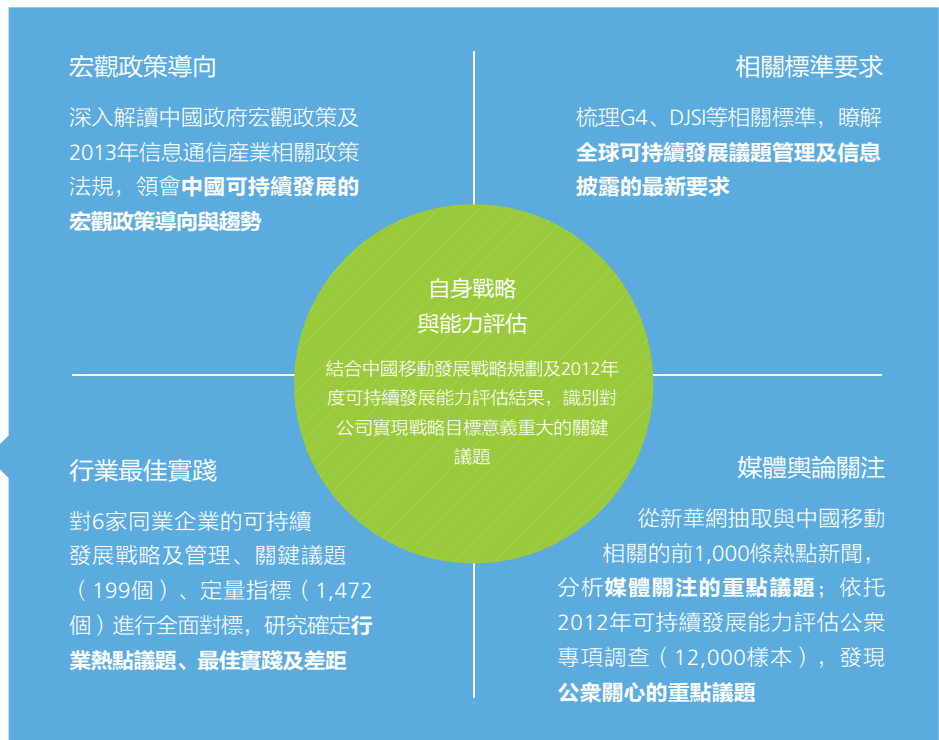 宏觀政策導向
深入解讀中國政府宏觀政策及
2013年信息通信産業相關政策
法規，領會中國可持續發展的
宏觀政策導向與趨勢
相關標準要求
梳理G4、DJSI等相關標準，瞭解
全球可持續發展議題管理及信息
披露的最新要求
自身戰略
與能力評估
結合中國移動發展戰略規劃及2012年
度可持續發展能力評估結果，識別對
公司實現戰略目標意義重大的關鍵
議題
行業最佳實踐
對6家同業企業的可持續
發展戰略及管理、關鍵議題
（199個）、定量指標（1,472
個）進行全面對標，研究確定行
業熱點議題、最佳實踐及差距
媒體輿論關注
從新華網抽取與中國移動
相關的前1,000條熱點新聞，
分析媒體關注的重點議題；依托
2012年可持續發展能力評估公衆
專項調查（12,000樣本），發現
公衆關心的重點議題